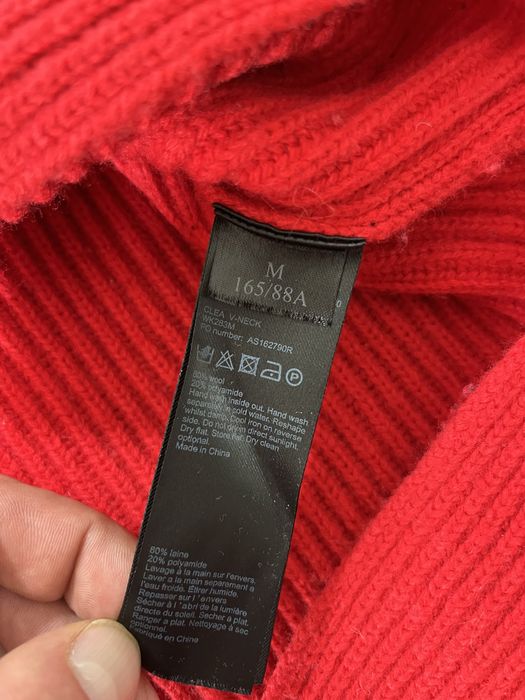 M
165/88A
CLEA V-NECK
WK283M
PO number: AS162790R
80% wool
20% polyamide
Hand wash inside out. Hand wash
separately in cold water. Reshape
whilst damp. Cool iron on reverse
side. Do not dry in direct sunlight.
Dry flat. Store flat. Dry clean
optional.
Made in China
80% laine
20% polyamide
Lavage à la main sur l'envers.
Laver à la main separement a
l'eau froide. Étirer humide.
Repasser sur l'envers
Sécher à l'abri de la lumière
directe du soleil. Sécher a plat.
Ranger a plat. Nettoyage à sec
optionnel
Fabriqué en Chine